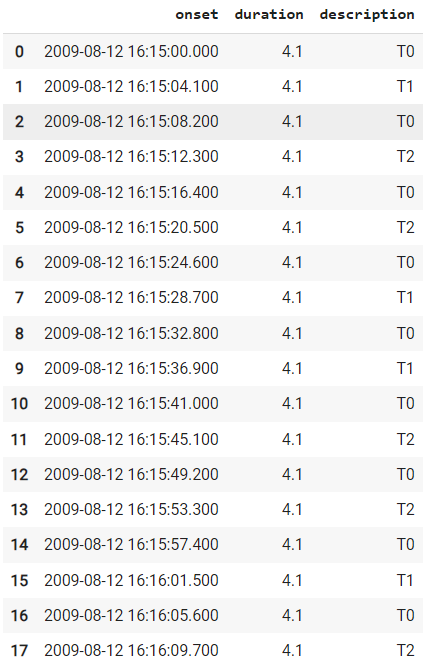 onset duration description
0 2009-08-12 16:15:00.000 4.1 T0
1 2009-08-12 16:15:04.100 4.1 T1
2 2009-08-12 16:15:08.200 4.1 T0
3 2009-08-12 16:15:12.300 4.1 T2
4 2009-08-12 16:15:16.400 4.1 T0
5 2009-08-12 16:15:20.500 4.1 T2
6 2009-08-12 16:15:24.600 4.1 T0
7 2009-08-12 16:15:28.700 4.1 T1
8 2009-08-12 16:15:32.800 4.1 T0
9 2009-08-12 16:15:36.900 4.1 T1
10 2009-08-12 16:15:41.000 4.1 T0
11 2009-08-12 16:15:45.100 4.1 T2
12 2009-08-12 16:15:49.200 4.1 T0
13 2009-08-12 16:15:53.300 4.1 T2
14 2009-08-12 16:15:57.400 4.1 T0
15 2009-08-12 16:16:01.500 4.1 T1
16 2009-08-12 16:16:05.600 4.1 T0
17 2009-08-12 16:16:09.700 4.1 T2